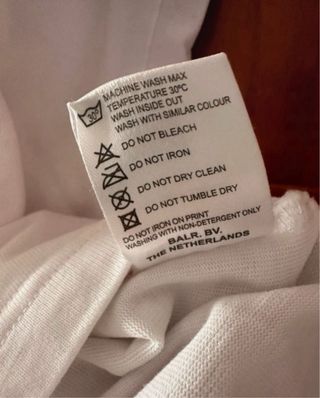 MACHINE WASH MAX
30° TEMPERATURE 30ºC
WASH INSIDE OUT
WASH WITH SIMILAR COLOUR
DO NOT BLEACH
DO NOT IRON
DO NOT DRY CLEAN
DO NOT TUMBLE DRY
DO NOT IRON ON PRINT
WASHING WITH NON-DETERGENT ONLY
BALR. BV.
THE NETHERLANDS